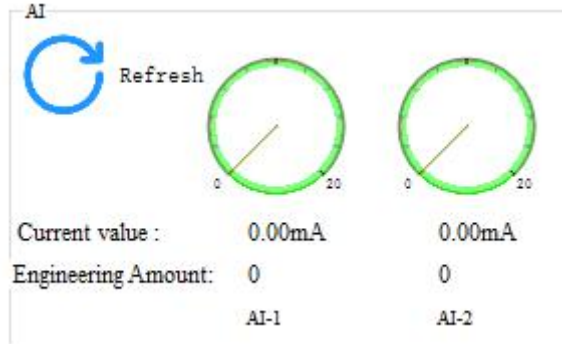 AI
Refresh
0 20 0 20
Current value : 0.00mA 0.00mA
Engineering Amount: 0 0
AI-1 AI-2